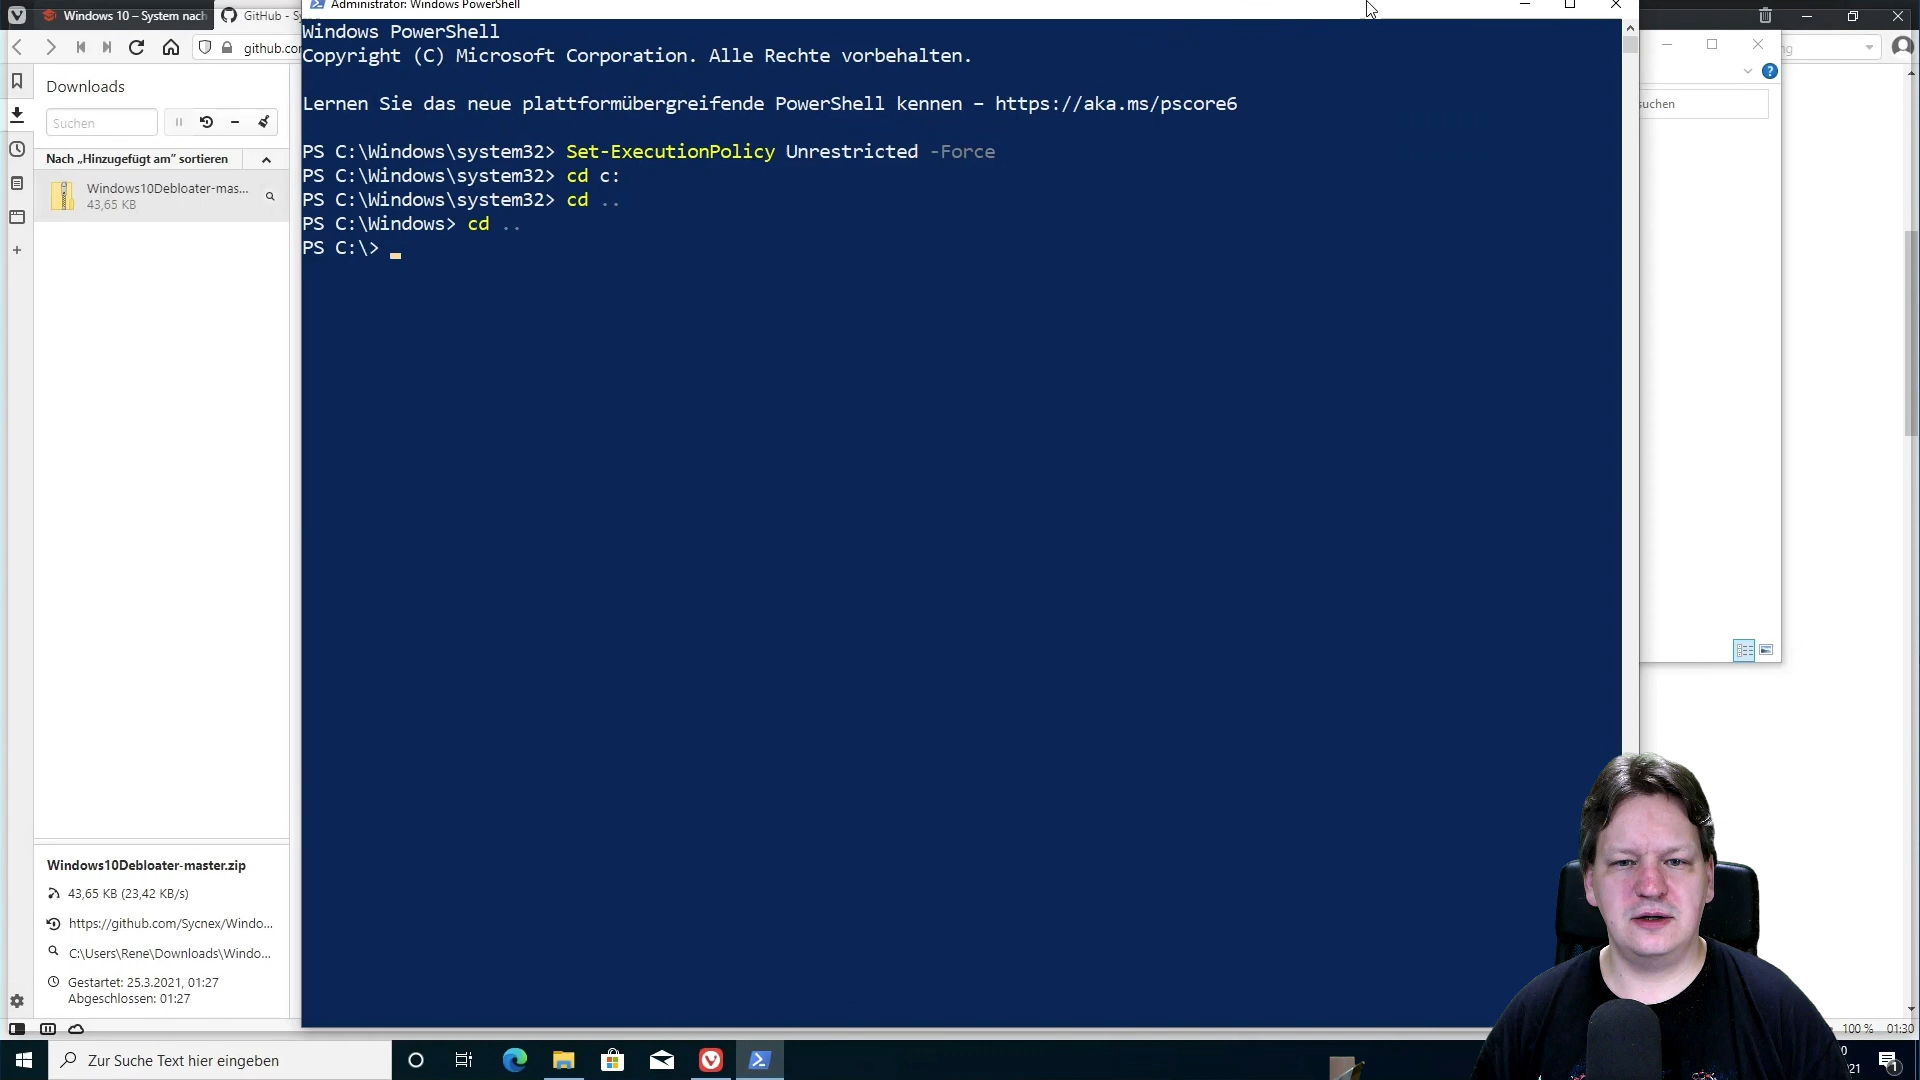 Windows 10 – System nach
GitHub - S
Administrator: Windows PowerShell
github.co
Downloads
Suchen
Nach „Hinzugefügt am“ sortieren
Windows10Debloater-mas...
43,65 KB
Windows PowerShell
Copyright (C) Microsoft Corporation. Alle Rechte vorbehalten.
Lernen Sie das neue plattformübergreifende PowerShell kennen – https://aka.ms/pscore6
PS C:\Windows\system32> Set-ExecutionPolicy Unrestricted -Force
PS C:\Windows\system32> cd c:
PS C:\Windows\system32> cd ..
PS C:\Windows> cd ..
PS C:\>
suchen
Windows10Debloater-master.zip
43,65 KB (23,42 KB/s)
https://github.com/Sycnex/Windo...
C:\Users\Rene\Downloads\Windo...
Gestartet: 25.3.2021, 01:27
Abgeschlossen: 01:27
100 %
01:30
Zur Suche Text hier eingeben
21
1